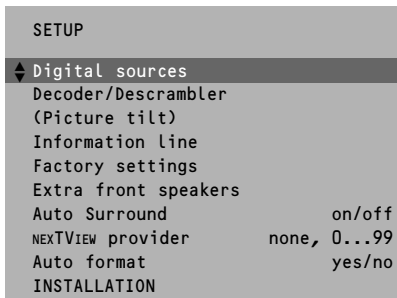 SETUP
Digital sources
Decoder/Descrambler
(Picture tilt)
Information line
Factory settings
Extra front speakers
Auto Surround on/off
NEXTVIEW provider none, 0...99
Auto format yes/no
INSTALLATION